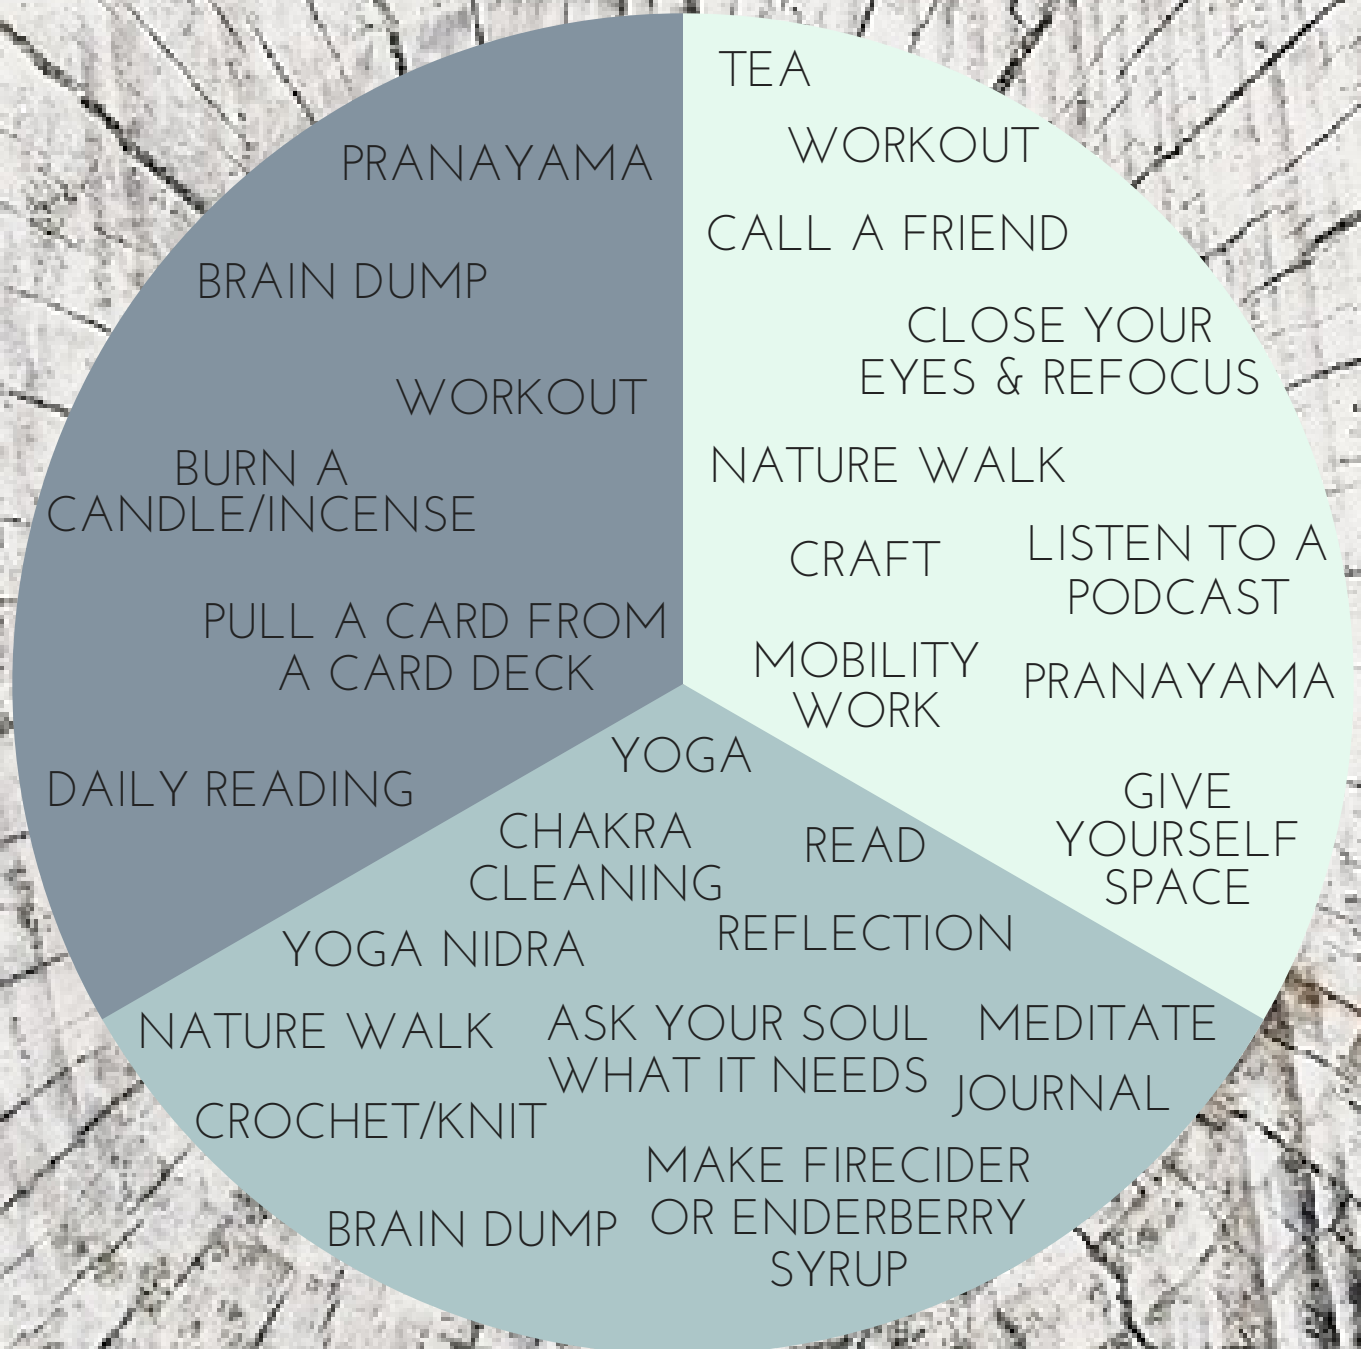 PRANAYAMA
BRAIN DUMP
WORKOUT
BURN A
CANDLE/INCENSE
PULL A CARD FROM
A CARD DECK
DAILY READING
TEA
WORKOUT
CALL A FRIEND
CLOSE YOUR
EYES & REFOCUS
NATURE WALK
CRAFT
LISTEN TO A
PODCAST
MOBILITY
WORK
PRANAYAMA
GIVE
YOURSELF
SPACE
YOGA
CHAKRA
CLEANING
READ
REFLECTION
YOGA NIDRA
NATURE WALK
ASK YOUR SOUL
WHAT IT NEEDS
MEDITATE
JOURNAL
CROCHET/KNIT
MAKE FIRECIDER
OR ENDERBERRY
SYRUP
BRAIN DUMP